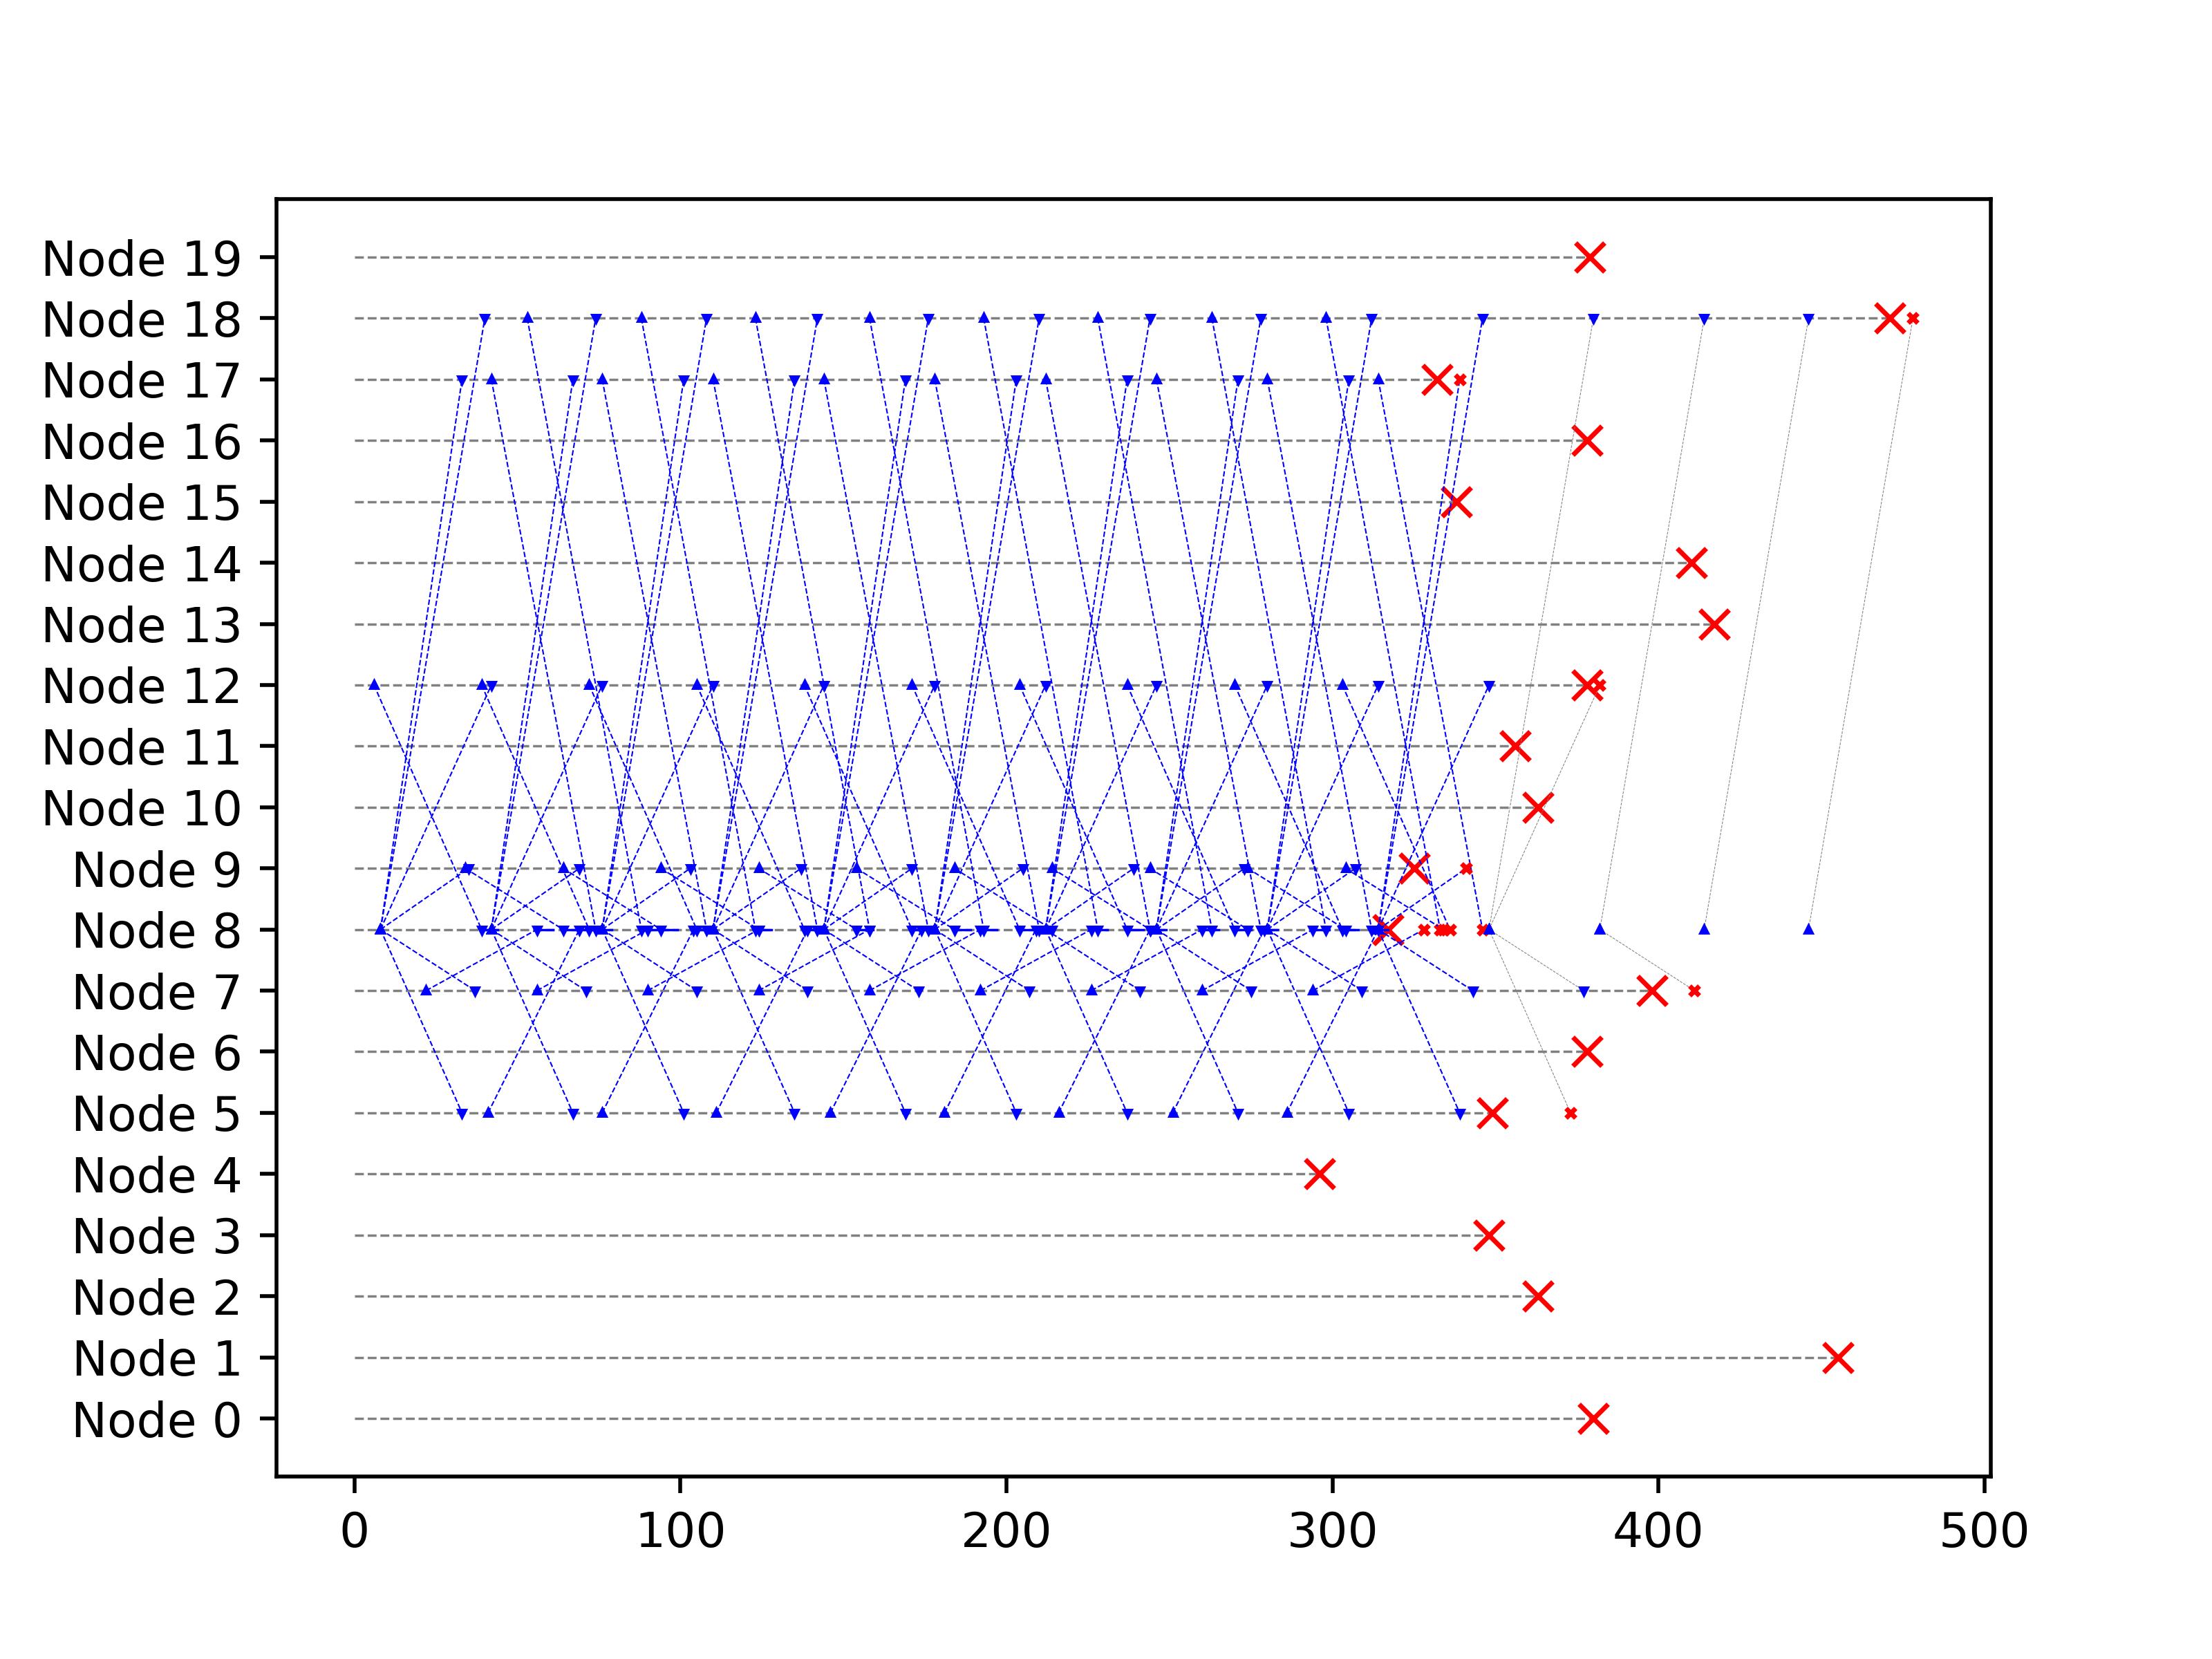 Node 19
Node 18
Node 17
Node 16
Node 15
Node 14
Node 13
Node 12
Node 11
Node 10
Node 9
Node 8
Node 7
Node 6
Node 5
Node 4
Node 3
Node 2
Node 1
Node 0
0 100 200 300 400 500